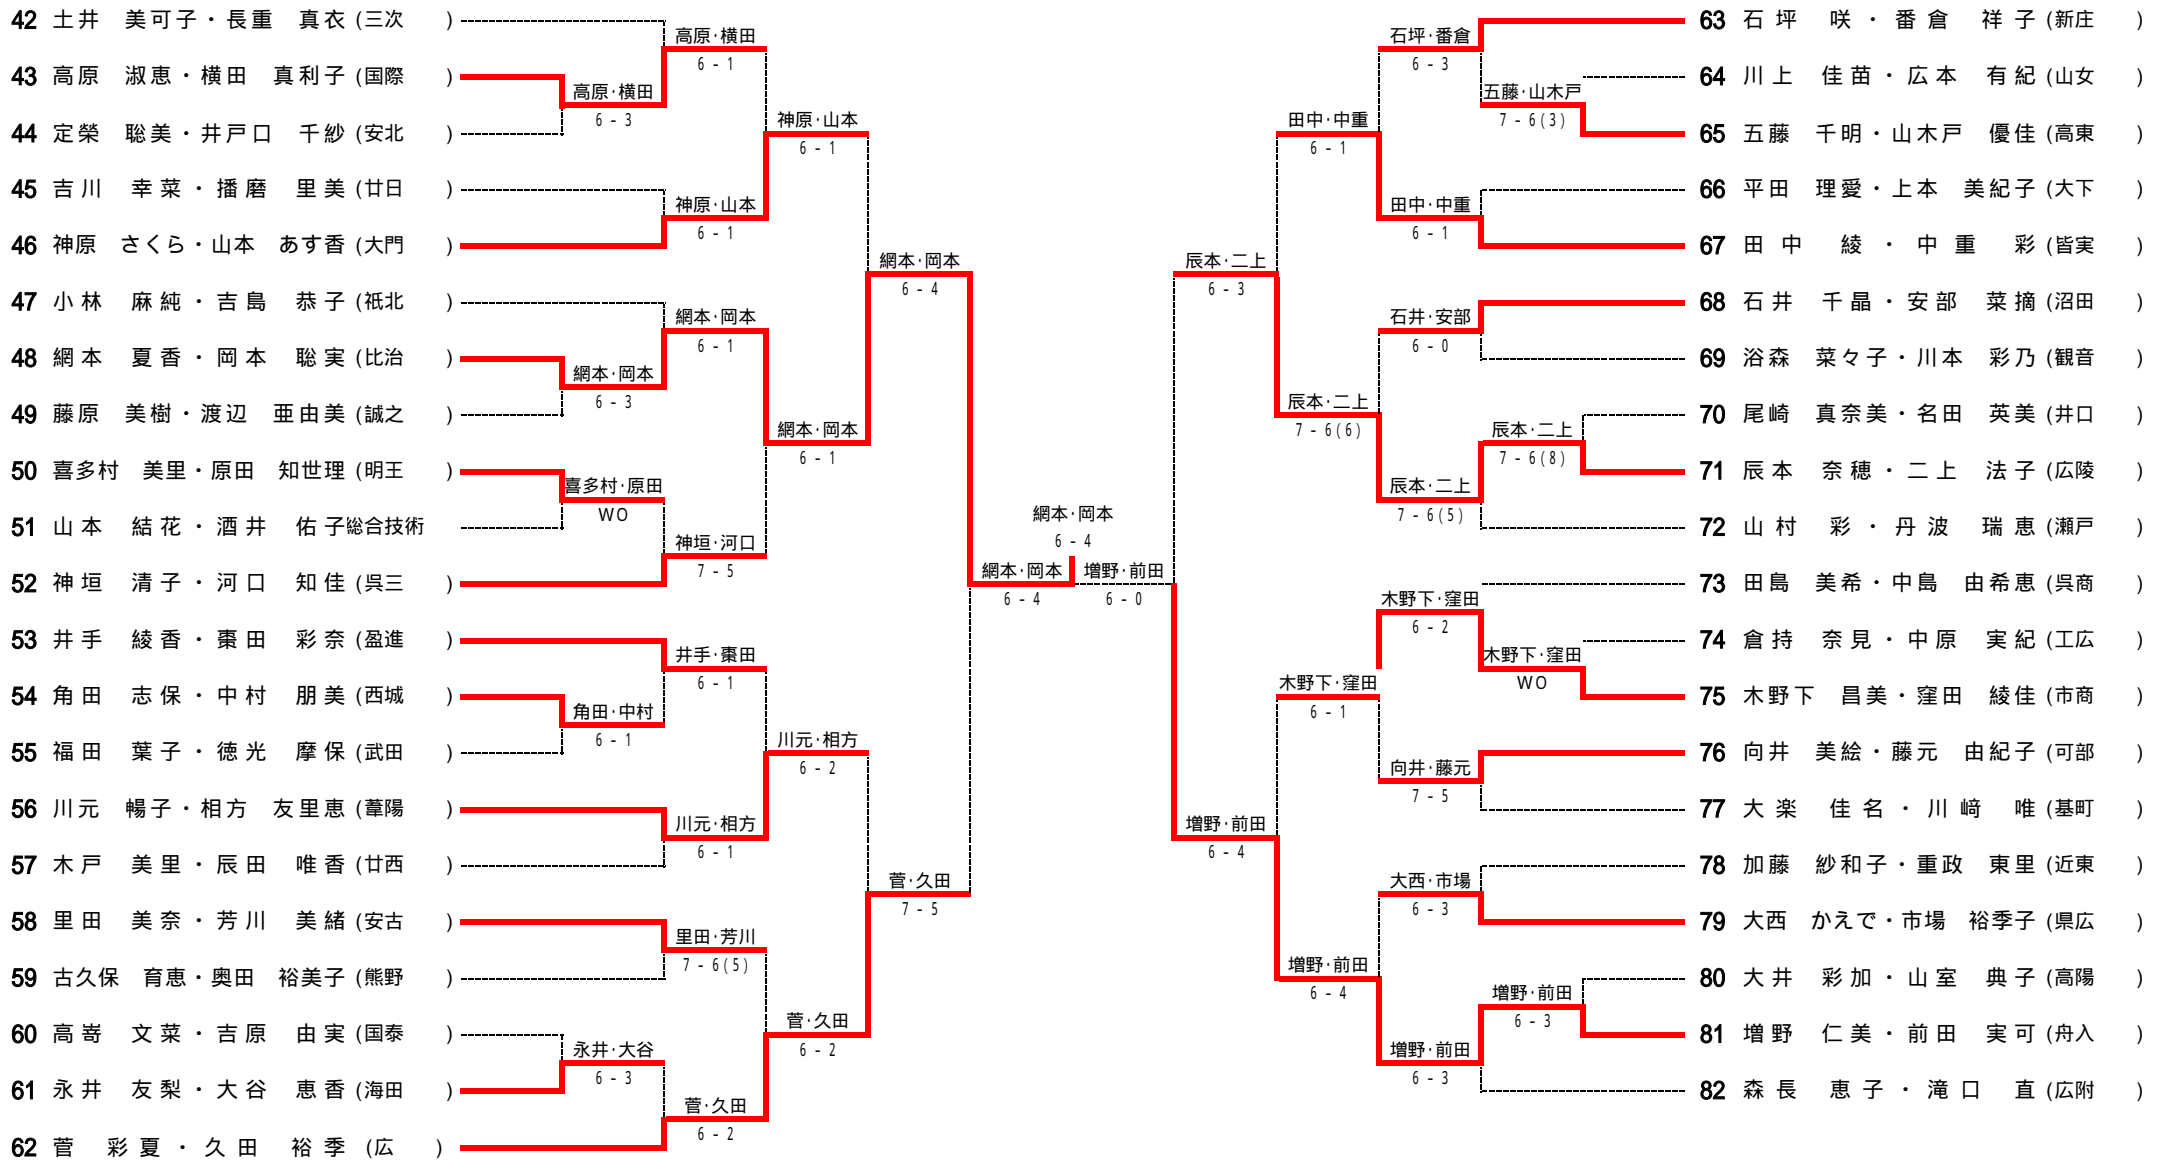 42 土井 美可子・長重 真衣 (三次 )
43 高原 淑恵・横田 真利子 (国際 )
44 定榮 聡美・井戸口 千紗 (安北 )
45 吉川 幸菜・播磨 里美 (廿日 )
46 神原 さくら・山本 あす香 (大門 )
47 小林 麻純・吉島 恭子 (祇北 )
48 網本 夏香・岡本 聡実 (比治 )
49 藤原 美樹・渡辺 亜由美 (誠之 )
50 喜多村 美里・原田 知世理 (明王 )
51 山本 結花・酒井 佑子 総合技術
52 神垣 清子・河口 知佳 (呉三 )
53 井手 綾香・棗田 彩奈 (盈進 )
54 角田 志保・中村 朋美 (西城 )
55 福田 葉子・徳光 摩保 (武田 )
56 川元 暢子・相方 友里恵 (葦陽 )
57 木戸 美里・辰田 唯香 (廿西 )
58 里田 美奈・芳川 美緒 (安古 )
59 古久保 育恵・奥田 裕美子 (熊野 )
60 高嵜 文菜・吉原 由実 (国泰 )
61 永井 友梨・大谷 恵香 (海田 )
62 菅 彩夏・久田 裕季 (広 )
高原·横田
6 - 3
網本·岡本
6 - 3
喜多村·原田
WO
角田·中村
6 - 1
永井·大谷
6 - 3
高原·横田
6 - 1
神原·山本
6 - 1
網本·岡本
6 - 1
神垣·河口
7 - 5
井手·棗田
6 - 1
川元·相方
6 - 1
里田·芳川
7 - 6(5)
菅·久田
6 - 2
神原·山本
6 - 1
網本·岡本
6 - 1
川元·相方
6 - 2
菅·久田
6 - 2
網本·岡本
6 - 4
菅·久田
7 - 5
網本·岡本
6 - 4
網本·岡本
6 - 4
増野·前田
6 - 0
辰本·二上
6 - 3
増野·前田
6 - 4
田中·中重
6 - 1
辰本·二上
7 - 6(6)
木野下·窪田
6 - 1
増野·前田
6 - 4
石坪·番倉
6 - 3
田中·中重
6 - 1
石井·安部
6 - 0
辰本·二上
7 - 6(5)
木野下·窪田
6 - 2
向井·藤元
7 - 5
大西·市場
6 - 3
増野·前田
6 - 3
五藤·山木戸
7 - 6(3)
辰本·二上
7 - 6(8)
木野下·窪田
WO
増野·前田
6 - 3
63 石坪 咲・番倉 祥子 (新庄 )
64 川上 佳苗・広本 有紀 (山女 )
65 五藤 千明・山木戸 優佳 (高東 )
66 平田 理愛・上本 美紀子 (大下 )
67 田中 綾・中重 彩 (皆実 )
68 石井 千晶・安部 菜摘 (沼田 )
69 浴森 菜々子・川本 彩乃 (観音 )
70 尾崎 真奈美・名田 英美 (井口 )
71 辰本 奈穂・二上 法子 (広陵 )
72 山村 彩・丹波 瑞恵 (瀬戸 )
73 田島 美希・中島 由希恵 (呉商 )
74 倉持 奈見・中原 実紀 (工広 )
75 木野下 昌美・窪田 綾佳 (市商 )
76 向井 美絵・藤元 由紀子 (可部 )
77 大楽 佳名・川﨑 唯 (基町 )
78 加藤 紗和子・重政 東里 (近東 )
79 大西 かえで・市場 裕季子 (県広 )
80 大井 彩加・山室 典子 (高陽 )
81 増野 仁美・前田 実可 (舟入 )
82 森長 恵子・滝口 直 (広附 )